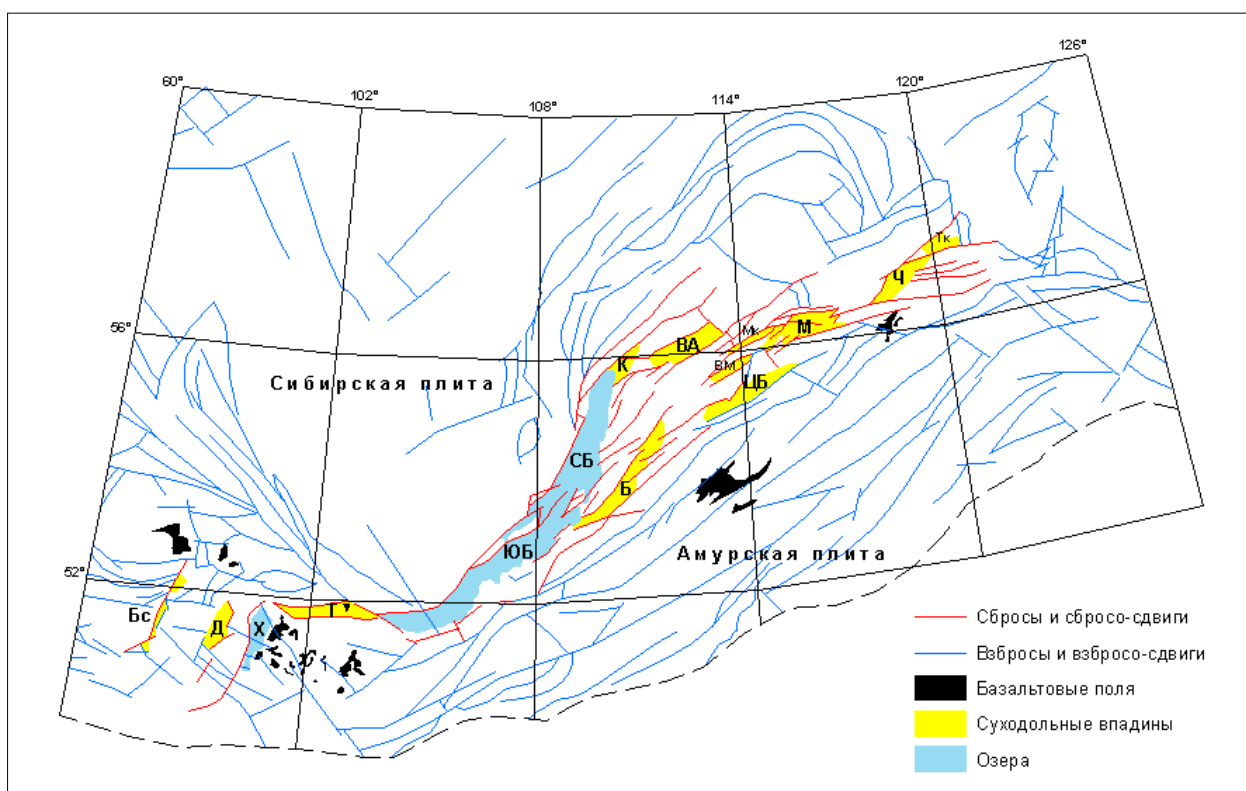 126°
60°
120°
102°
108°
114°
Тк
Ч
Мк
М
56°
ВА
К
ВМ
ЦБ
Сибирская плита
СБ
Б
ЮБ
Амурская плита
52°
Бс
Д
Х
Г
Сбросы и сбросо-сдвиги
Взбросы и взбросо-сдвиги
Базальтовые поля
Суходольные впадины
Озера